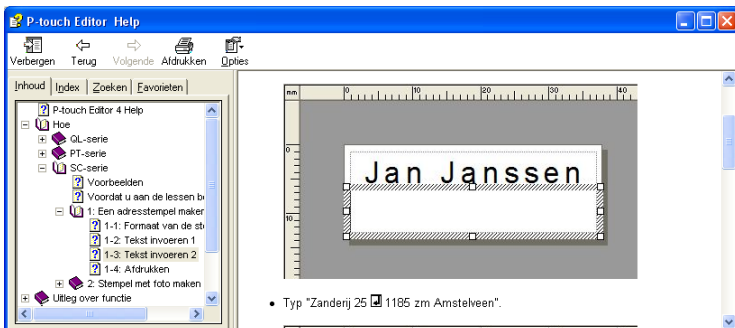 P-touch Editor Help
Verbergen Terug Volgende Afdrukken Opties
Inhoud Index Zoeken Favorieten
P-touch Editor 4 Help
Hoe
QL-serie
PT-serie
SC-serie
Voorbeelden
Voordat u aan de lessen be
1: Een adresstempel maken
1-1: Formaat van de ste
1-2: Tekst invoeren 1
1-3: Tekst invoeren 2
1-4: Afdrukken
2: Stempel met foto maken
Uitleg over functie
mm 0 10 20 30 40
0
Jan Janssen
10
• Typ "Zanderij 25 ↵ 1185 zm Amstelveen".